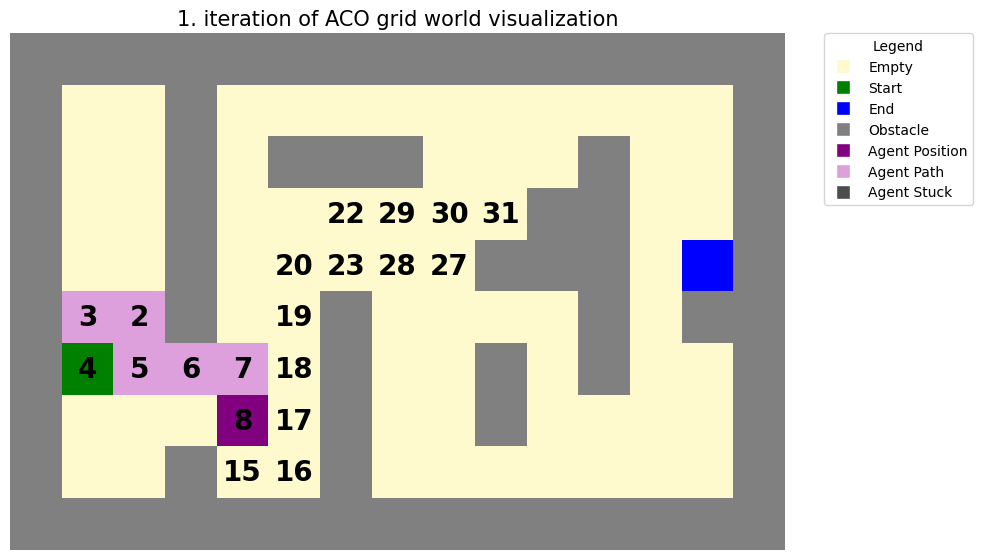 1. iteration of ACO grid world visualization
Legend
Empty
Start
End
Obstacle
Agent Position
Agent Path
Agent Stuck
22 29 30 31
20 23 28 27
3 2 19
4 5 6 7 18
8 17
15 16